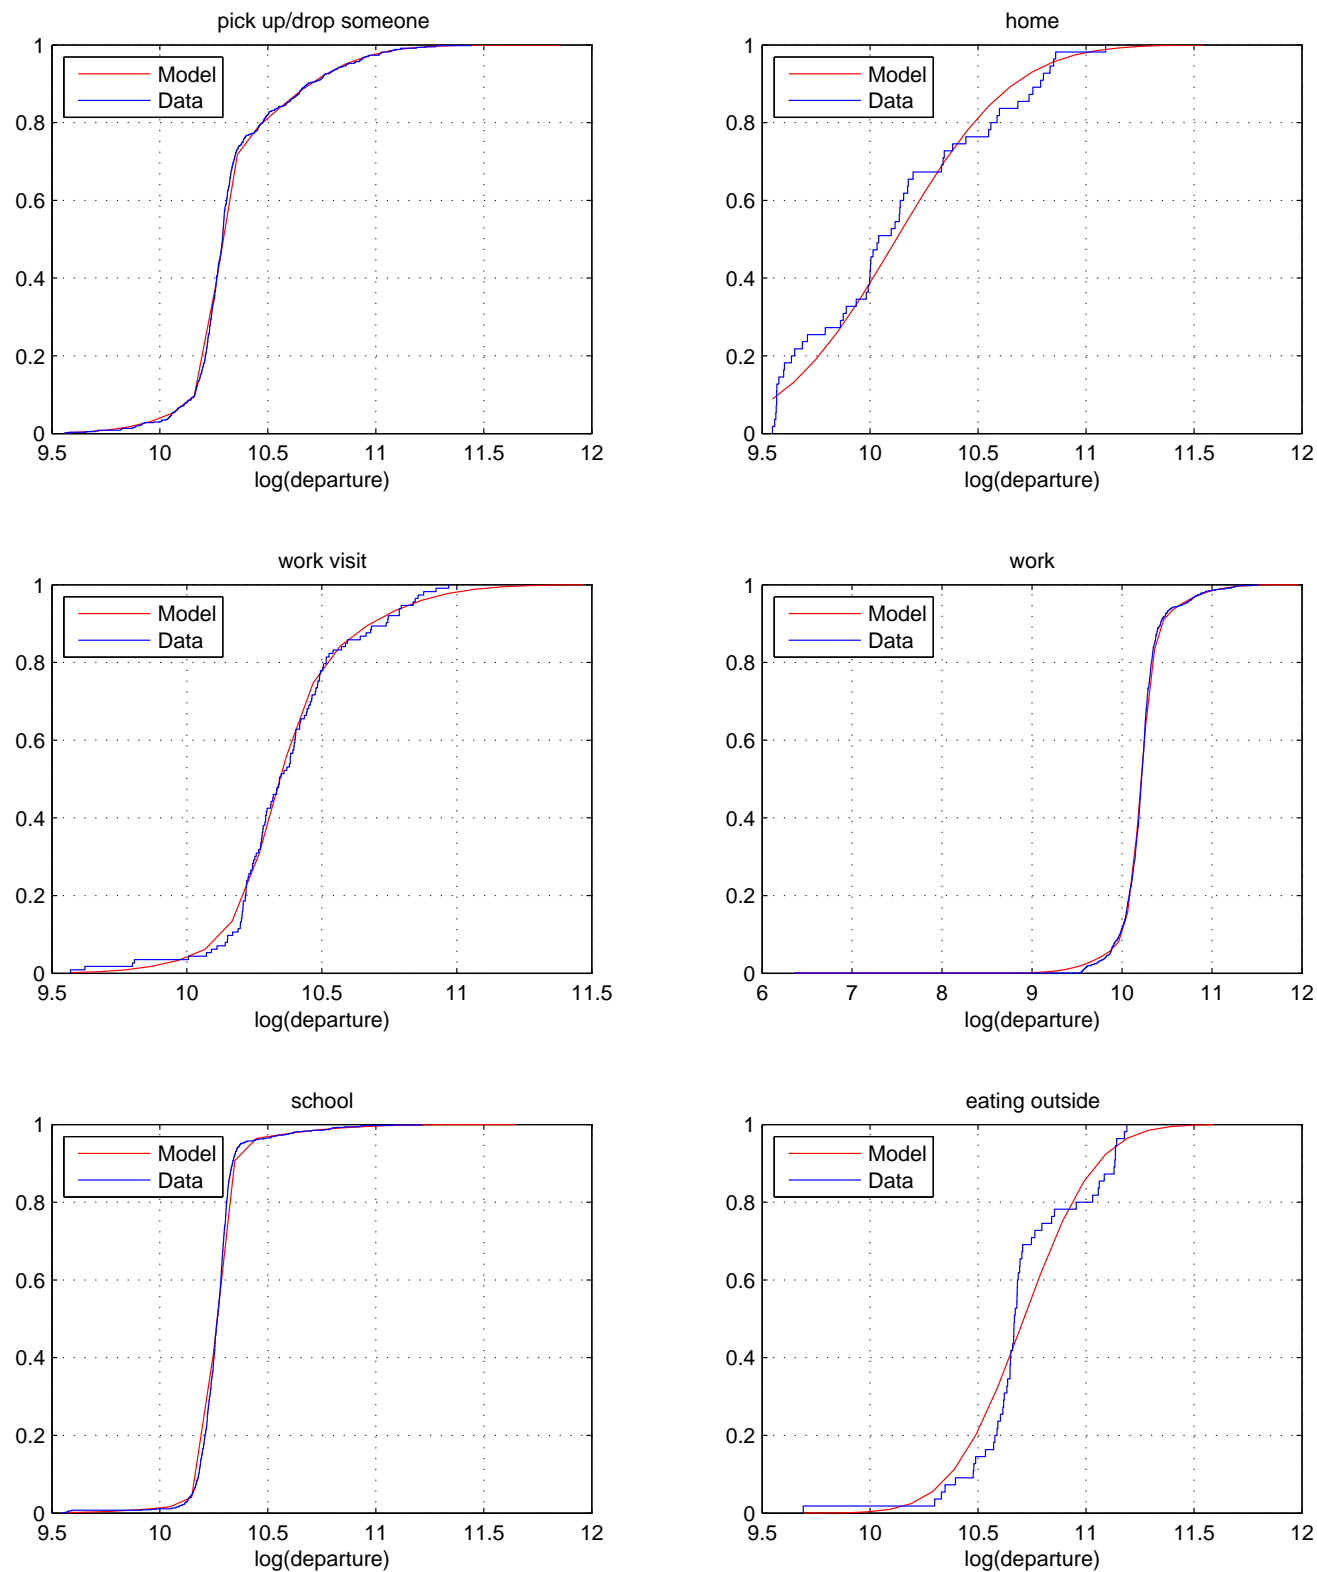 pick up/drop someone
1
0.8
0.6
0.4
0.2
0
Model
Data
9.5 10 10.5 11 11.5 12
log(departure)
home
1
0.8
0.6
0.4
0.2
0
Model
Data
9.5 10 10.5 11 11.5 12
log(departure)
work visit
1
0.8
0.6
0.4
0.2
0
Model
Data
9.5 10 10.5 11 11.5
log(departure)
work
1
0.8
0.6
0.4
0.2
0
Model
Data
6 7 8 9 10 11 12
log(departure)
school
1
0.8
0.6
0.4
0.2
0
Model
Data
9.5 10 10.5 11 11.5 12
log(departure)
eating outside
1
0.8
0.6
0.4
0.2
0
Model
Data
9.5 10 10.5 11 11.5 12
log(departure)